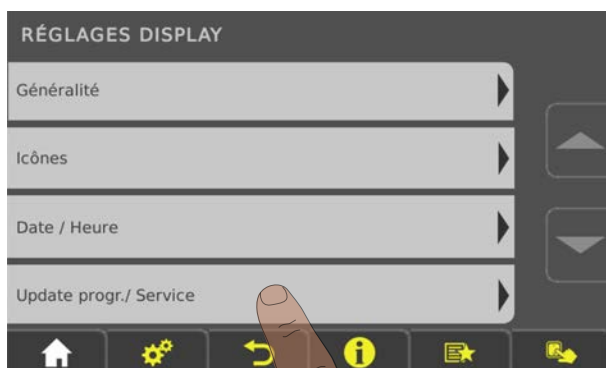 RÉGLAGES DISPLAY
Généralité
Icônes
Date / Heure
Update progr./ Service